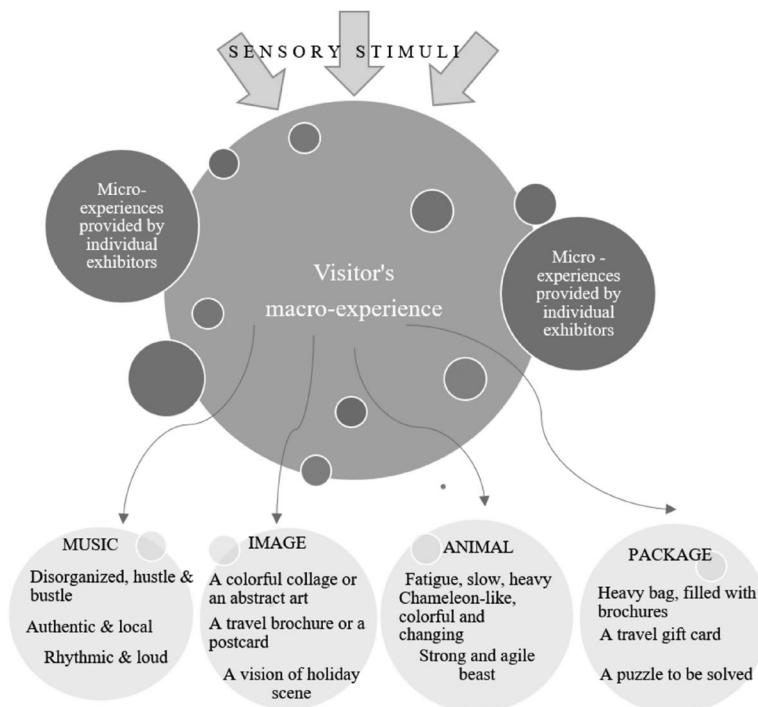 SENSORY STIMULI
Micro-
experiences
provided by
individual
exhibitors
Visitor's
macro-experience
Micro -
experiences
provided by
individual
exhibitors
MUSIC
Disorganized, hustle &
bustle
Authentic & local
Rhythmic & loud
IMAGE
A colorful collage or
an abstract art
A travel brochure or a
postcard
A vision of holiday
scene
ANIMAL
Fatigue, slow, heavy
Chameleon-like,
colorful and
changing
Strong and agile
beast
PACKAGE
Heavy bag, filled with
brochures
A travel gift card
A puzzle to be solved